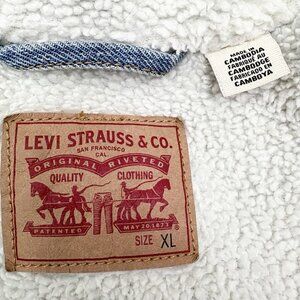 MADE IN
CAMBODIA
FABRIQUÉ AU
CAMBODGE
FABRICADO EN
CAMBOYA
LEVI STRAUSS & CO.
SAN FRANCISCO
CAL.
ORIGINAL RIVETED
QUALITY CLOTHING
PATENTED MAY 20 1873
SIZE XL